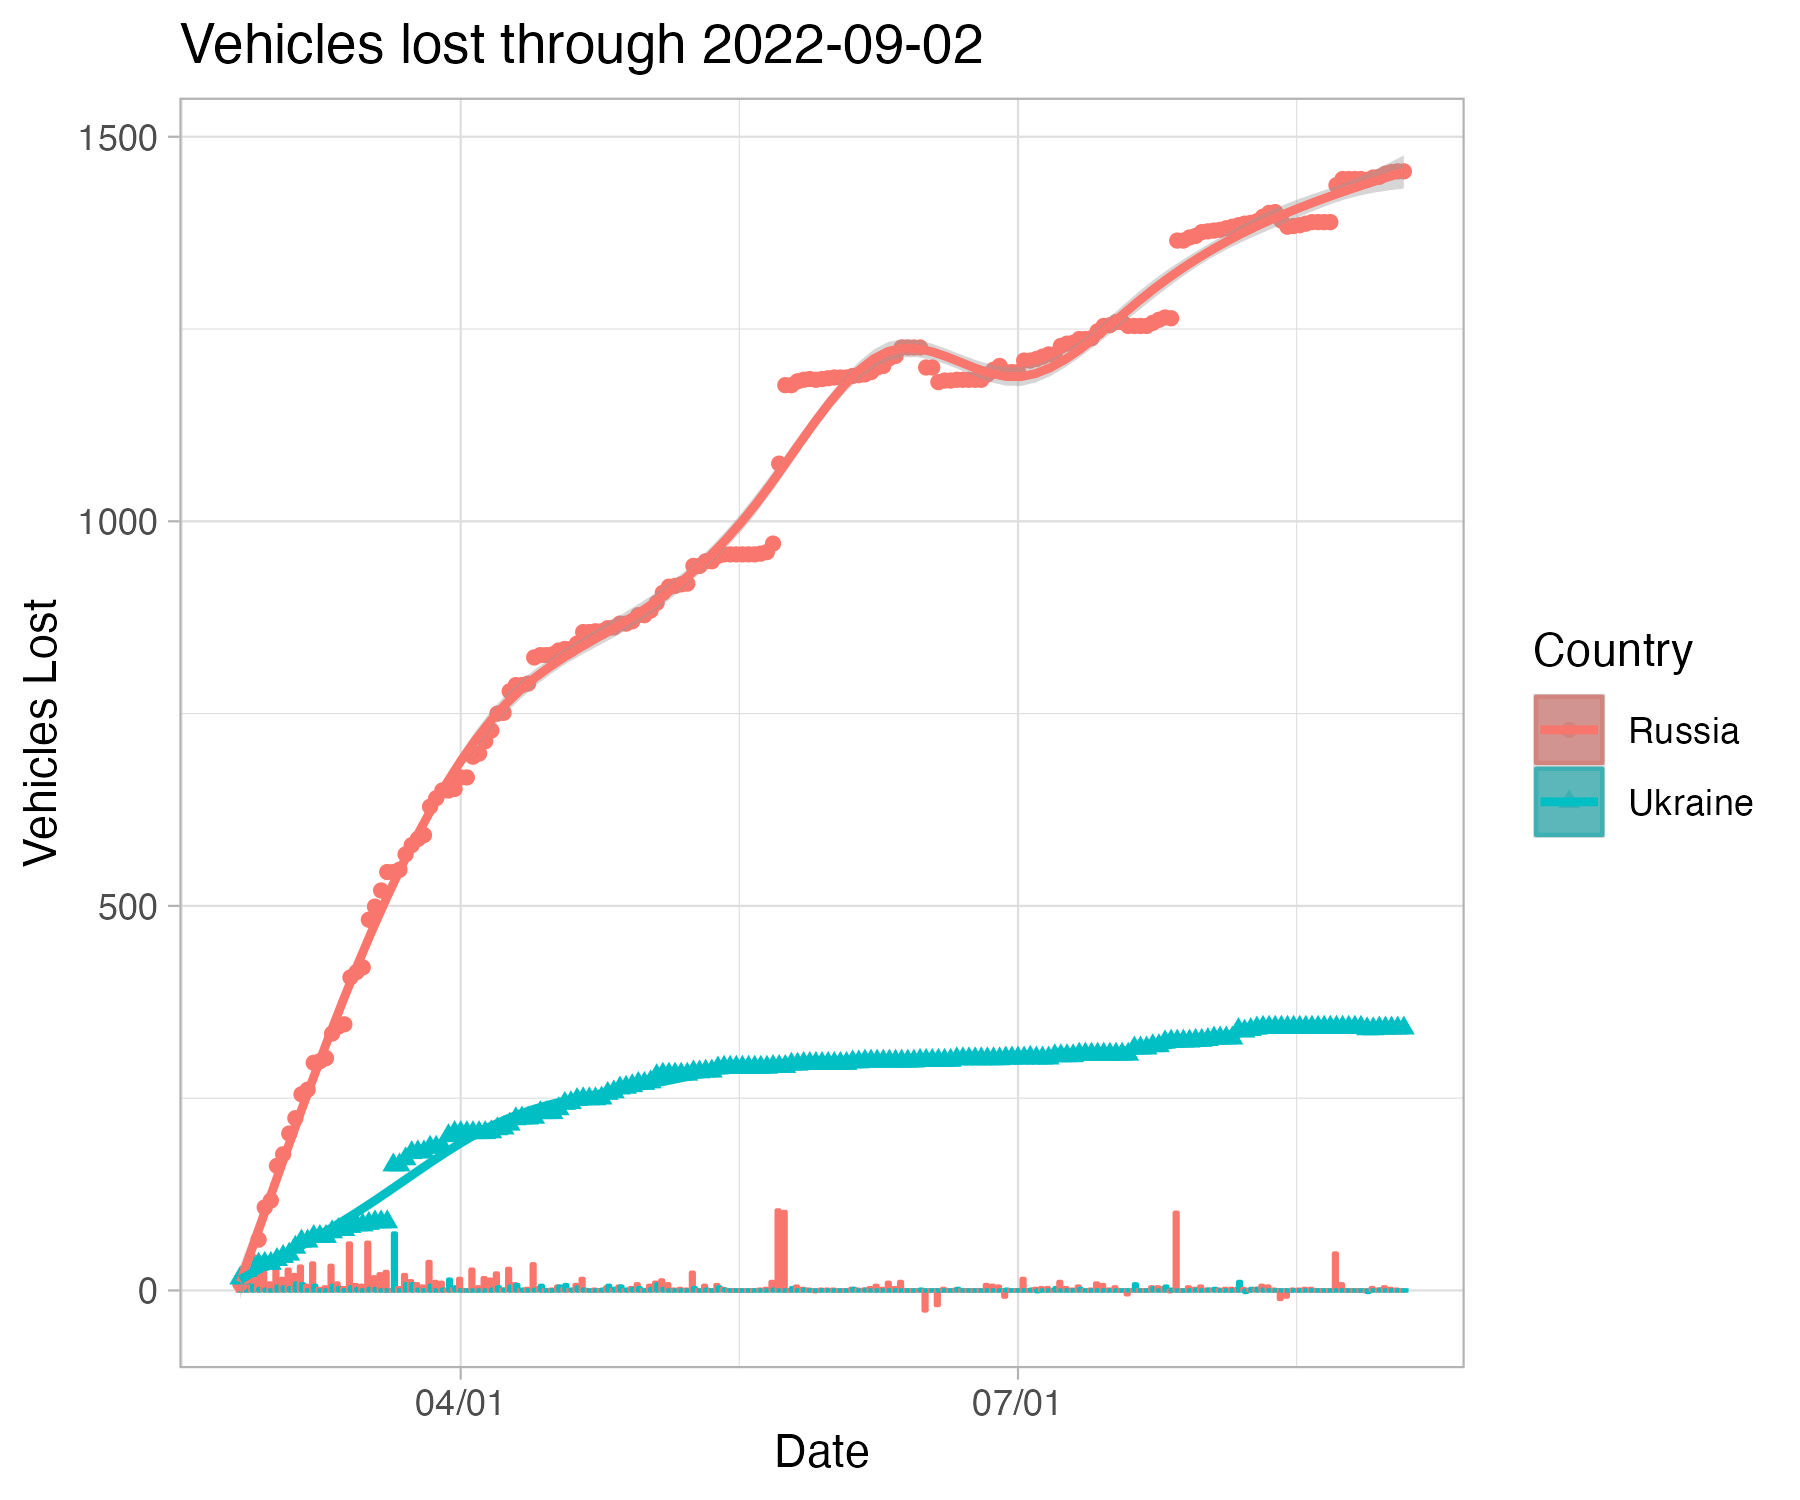 Vehicles lost through 2022-09-02
1500
1000
500
0
Vehicles Lost
04/01
07/01
Date
Country
Russia
Ukraine